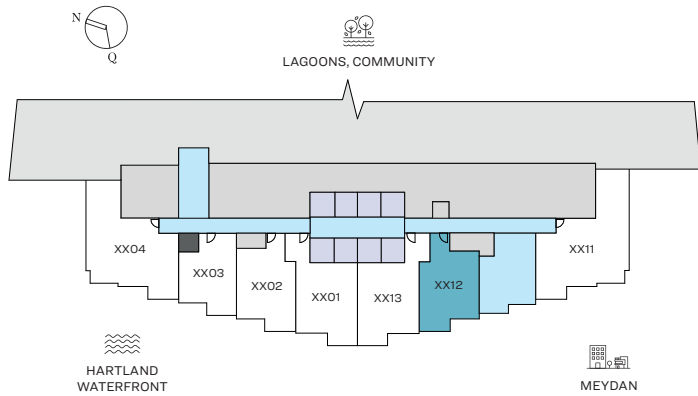 N
Q
LAGOONS, COMMUNITY
XX04
XX03
XX02
XX01
XX13
XX12
XX11
HARTLAND
WATERFRONT
MEYDAN